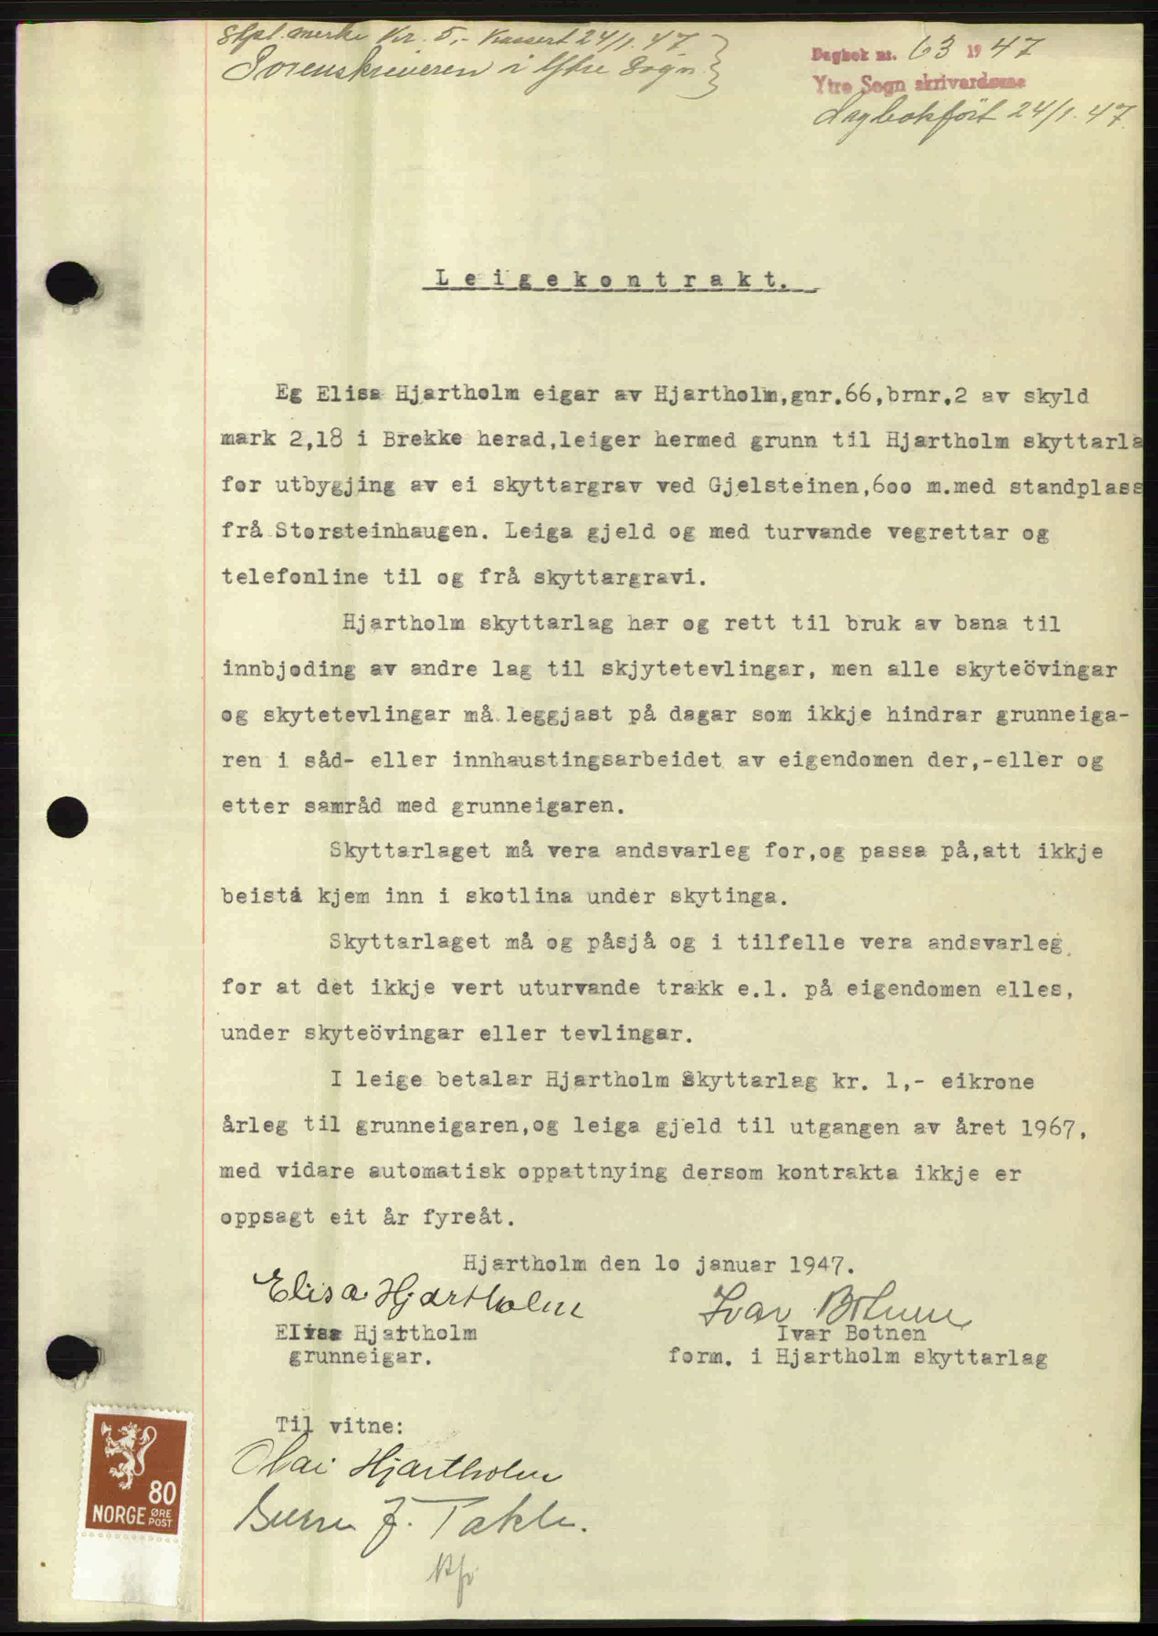 Stpl.merke Kr. 5,- Kassert 24/1.47
Sorenskriveren i Ytre Sogn
Dagbok nr. 63 1947
Ytre Sogn skrivardøme
Dagbokfört 24/1.47.
Leigekontrakt.
Eg Elisa Hjartholm eigar av Hjartholm,gnr.66,brnr.2 av skyld
mark 2,18 i Brekke herad,leiger hermed grunn til Hjartholm skyttarla
for utbygjing av ei skyttargrav ved Gjelsteinen,600 m.med standplass
frå Storsteinhaugen. Leiga gjeld og med turvande vegrettar og
telefonline til og frå skyttargravi.
Hjartholm skyttarlag har og rett til bruk av bana til
innbjoding av andre lag til skjytetevlingar, men alle skyteövingar
og skytetevlingar må leggjast på dagar som ikkje hindrar grunneiga-
ren i såd- eller innhaustingsarbeidet av eigendomen der,-eller og
etter samråd med grunneigaren.
Skyttarlaget må vera andsvarleg for,og passa på,att ikkje
beista kjem inn i skotlina under skytinga.
Skyttarlaget må og påsjå og i tilfelle vera andsvarleg
for at det ikkje vert uturvande trakk e.l. på eigendomen elles,
under skyteövingar eller tevlingar.
I leige betalar Hjartholm Skyttarlag kr. 1,- eikrone
årleg til grunneigaren,og leiga gjeld til utgangen av året 1967,
med vidare automatisk oppattnying dersom kontrakta ikkje er
oppsagt eit år fyreåt.
Hjartholm den 10 januar 1947.
Elisa Hjartholm
Ivar Botnen
Elisa Hjartholm
Ivar Botnen
grunneigar.
form. i Hjartholm skyttarlag
Til vitne:
Olai Hjartholm
J. Takle.
80
NORGE ØRE
POST